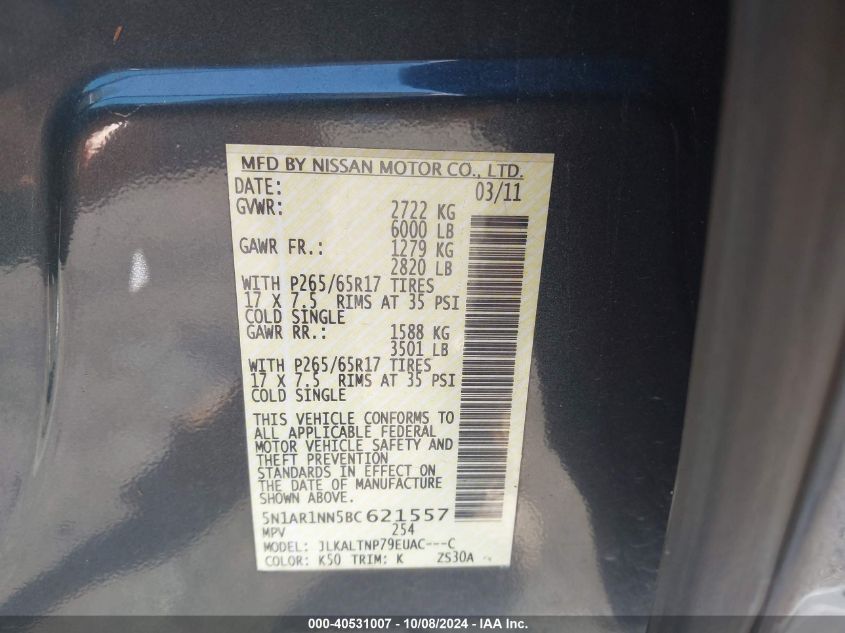 MFD BY NISSAN MOTOR CO., LTD.
DATE: 03/11
GVWR: 2722 KG
6000 LB
GAWR FR.: 1279 KG
2820 LB
WITH P265/65R17 TIRES
17 X 7.5 RIMS AT 35 PSI
COLD SINGLE
GAWR RR.: 1588 KG
3501 LB
WITH P265/65R17 TIRES
17 X 7.5 RIMS AT 35 PSI
COLD SINGLE
THIS VEHICLE CONFORMS TO
ALL APPLICABLE FEDERAL
MOTOR VEHICLE SAFETY AND
THEFT PREVENTION
STANDARDS IN EFFECT ON
THE DATE OF MANUFACTURE
SHOWN ABOVE.
5N1AR1NN5BC 621557
MPV 254
MODEL: JLKALTNP79EUAC---C
COLOR: K50 TRIM: K ZS30A
000-40531007 - 10/08/2024 - IAA Inc.